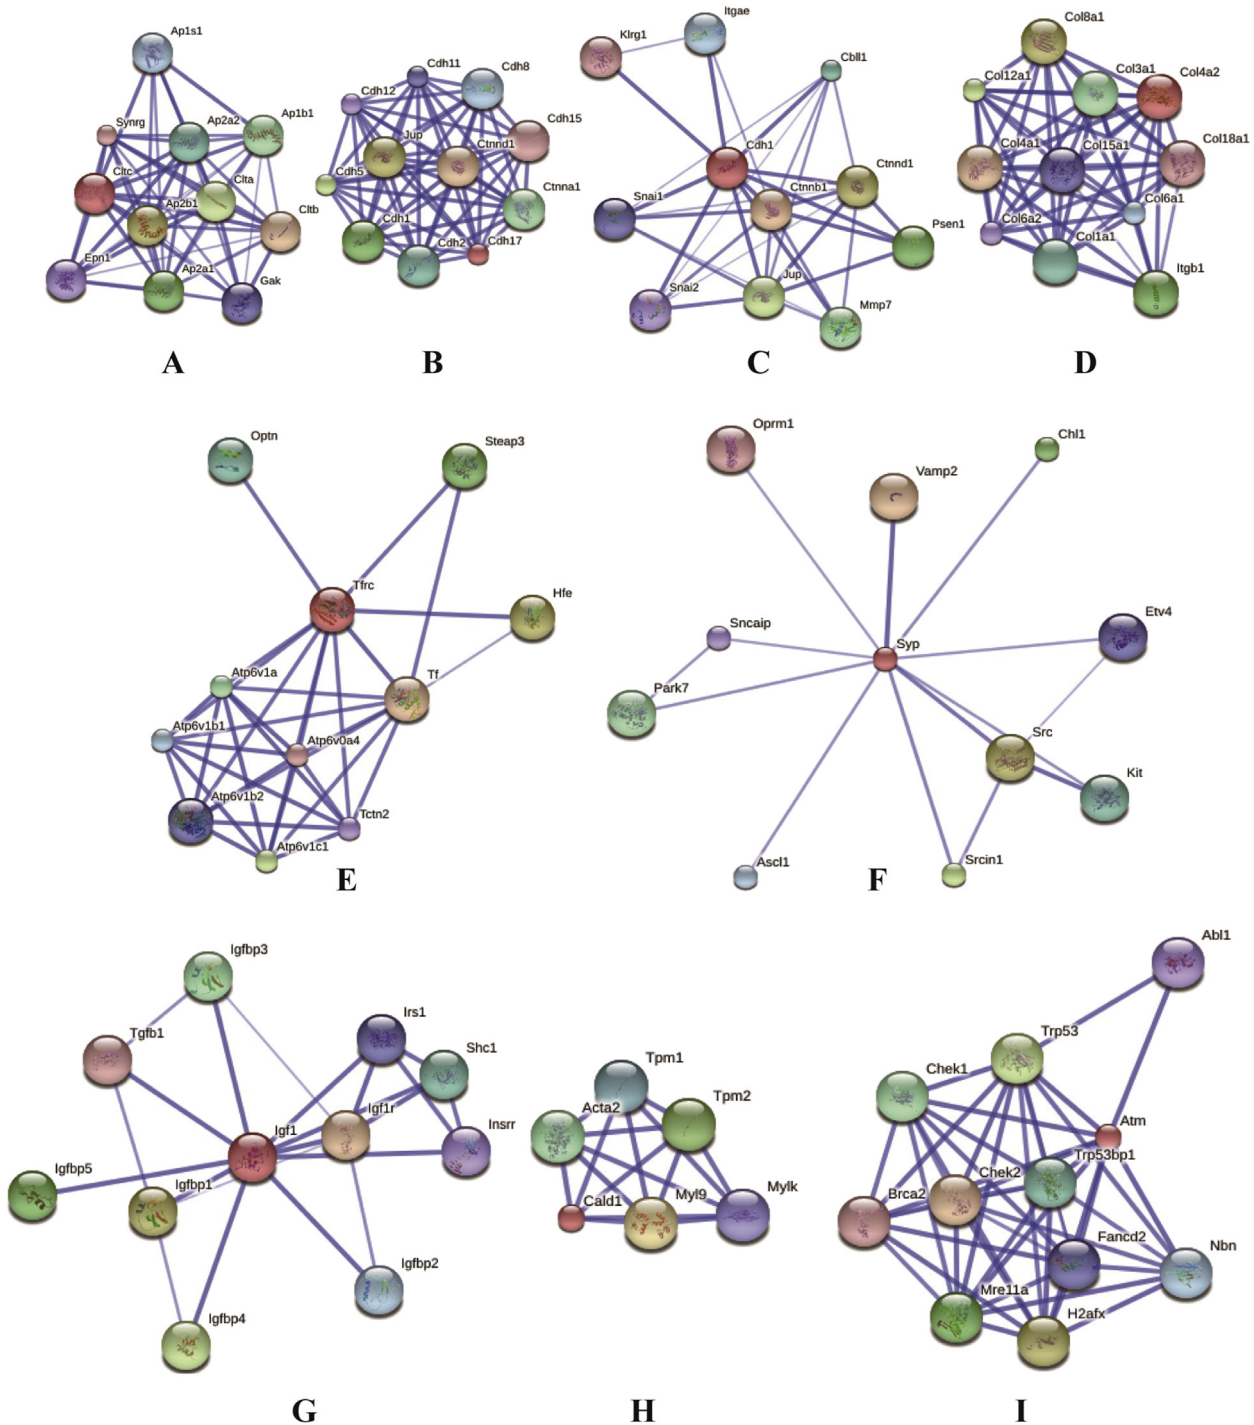 Ap1s1
Synrg
Ap2a2
Ap1b1
Cltc
Clta
Ap2b1
Cltb
Epn1
Ap2a1
Gak
A
Cdh11
Cdh8
Cdh12
Cdh15
Jup
Ctnnd1
Cdh5
Ctnna1
Cdh1
Cdh2
Cdh17
B
Itgae
Klrg1
Cbll1
Cdh1
Ctnnd1
Ctnnb1
Snai1
Psen1
Jup
Snai2
Mmp7
C
Col8a1
Col12a1
Col3a1
Col4a2
Col4a1
Col15a1
Col18a1
Col6a1
Col6a2
Col1a1
Itgb1
D
Optn
Steap3
Tfrc
Hfe
Atp6v1a
Tf
Atp6v1b1
Atp6v0a4
Atp6v1b2
Tctn2
Atp6v1c1
E
Oprm1
Chl1
Vamp2
Sncaip
Syp
Etv4
Park7
Src
Kit
Ascl1
Srcin1
F
Igfbp3
Irs1
Tgfb1
Shc1
Igf1
Igf1r
Insrr
Igfbp5
Igfbp1
Igfbp2
Igfbp4
G
Tpm1
Tpm2
Acta2
Cald1
Myl9
Mylk
H
Abl1
Trp53
Chek1
Atm
Trp53bp1
Chek2
Brca2
Fancd2
Nbn
Mre11a
H2afx
I